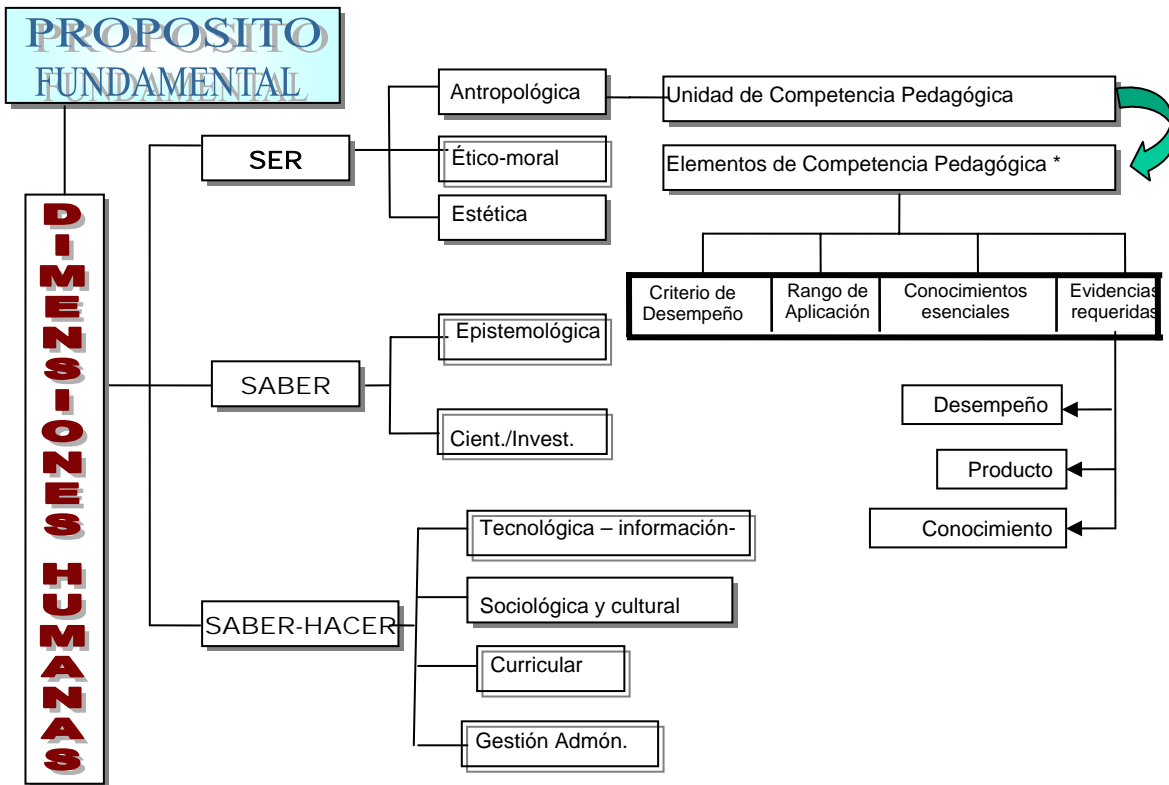 PROPOSITO
FUNDAMENTAL
DIMENSIONES HUMANAS
SER
Antropológica
Ético-moral
Estética
Unidad de Competencia Pedagógica
Elementos de Competencia Pedagógica *
Criterio de
Desempeño
Rango de
Aplicación
Conocimientos
esenciales
Evidencias
requeridas
Desempeño
Producto
Conocimiento
SABER
Epistemológica
Cient./Invest.
SABER-HACER
Tecnológica – información-
Sociológica y cultural
Curricular
Gestión Admón.